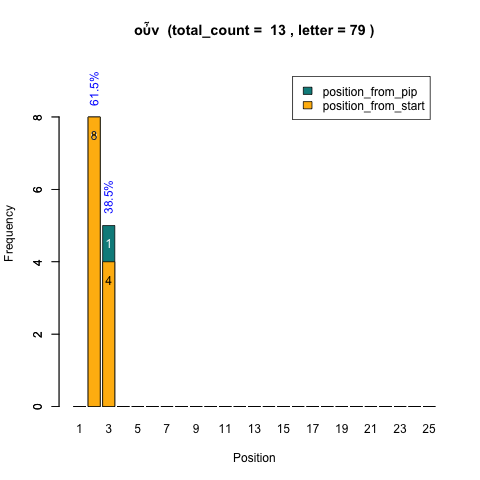 οὖν  (total_count =  13 , letter = 79 )
position_from_pip
position_from_start
61.5%
38.5%
8
1
4
Frequency
0 2 4 6 8
1 3 5 7 9 11 13 15 17 19 21 23 25
Position